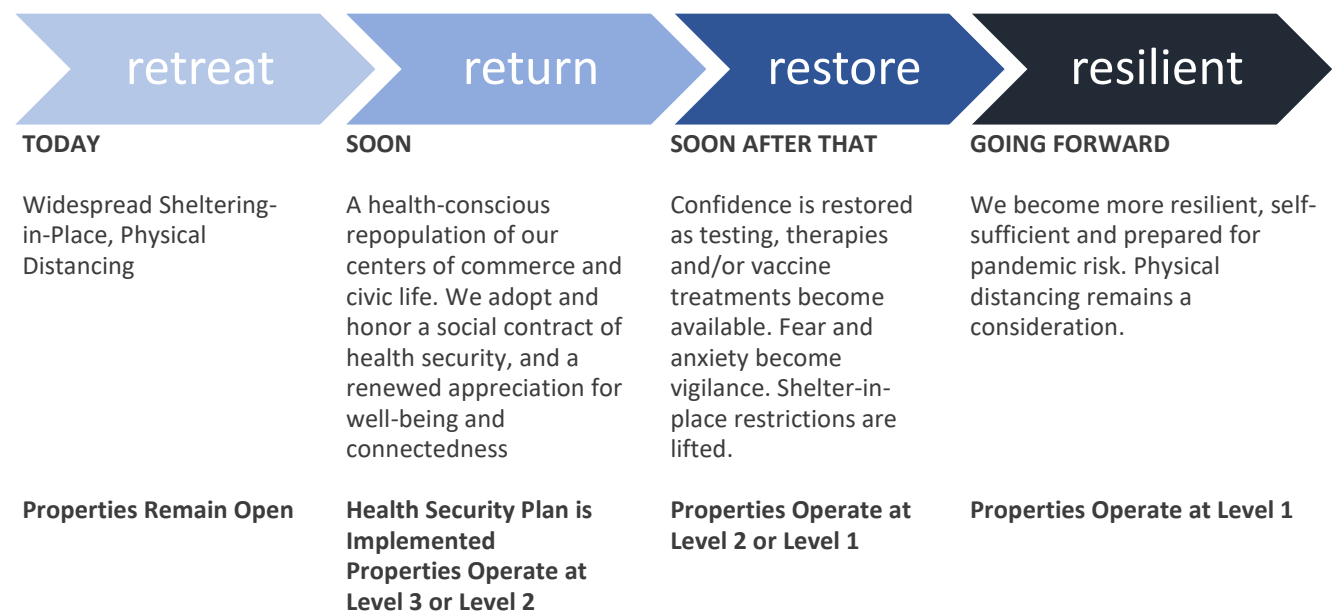 retreat
return
restore
resilient
TODAY
Widespread Sheltering-
in-Place, Physical
Distancing
Properties Remain Open
SOON
A health-conscious
repopulation of our
centers of commerce and
civic life. We adopt and
honor a social contract of
health security, and a
renewed appreciation for
well-being and
connectedness
Health Security Plan is
Implemented
Properties Operate at
Level 3 or Level 2
SOON AFTER THAT
Confidence is restored
as testing, therapies
and/or vaccine
treatments become
available. Fear and
anxiety become
vigilance. Shelter-in-
place restrictions are
lifted.
Properties Operate at
Level 2 or Level 1
GOING FORWARD
We become more resilient, self-
sufficient and prepared for
pandemic risk. Physical
distancing remains a
consideration.
Properties Operate at Level 1